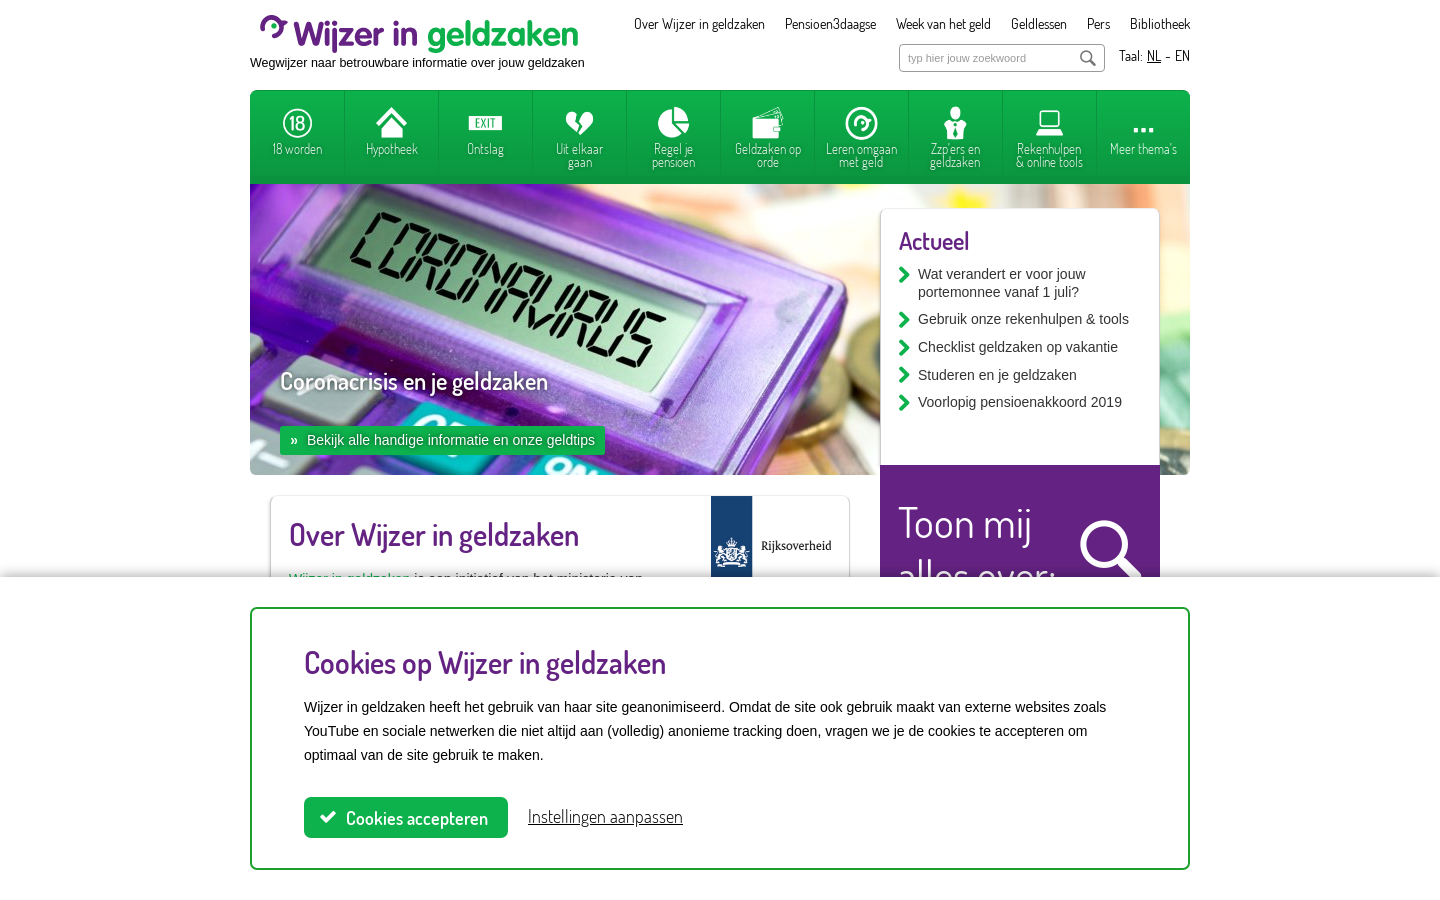 Wijzer in geldzaken
Wegwijzer naar betrouwbare informatie over jouw geldzaken
Over Wijzer in geldzaken Pensioen3daagse Week van het geld Geldlessen Pers Bibliotheek
typ hier jouw zoekwoord
Taal: NL - EN
18
18 worden
Hypotheek
EXIT
Ontslag
Uit elkaar
gaan
Regel je
pensioen
Geldzaken op
orde
Leren omgaan
met geld
Zzp'ers en
geldzaken
Rekenhulpen
& online tools
Meer thema's
CORONAVIRUS
Coronacrisis en je geldzaken
» Bekijk alle handige informatie en onze geldtips
Actueel
Wat verandert er voor jouw
portemonnee vanaf 1 juli?
Gebruik onze rekenhulpen & tools
Checklist geldzaken op vakantie
Studeren en je geldzaken
Voorlopig pensioenakkoord 2019
Over Wijzer in geldzaken
Rijksoverheid
Wijzer in geldzaken is een initiatief van het ministerie van
Toon mij
alles over:
Cookies op Wijzer in geldzaken
Wijzer in geldzaken heeft het gebruik van haar site geanonimiseerd. Omdat de site ook gebruik maakt van externe websites zoals
YouTube en sociale netwerken die niet altijd aan (volledig) anonieme tracking doen, vragen we je de cookies te accepteren om
optimaal van de site gebruik te maken.
Cookies accepteren
Instellingen aanpassen